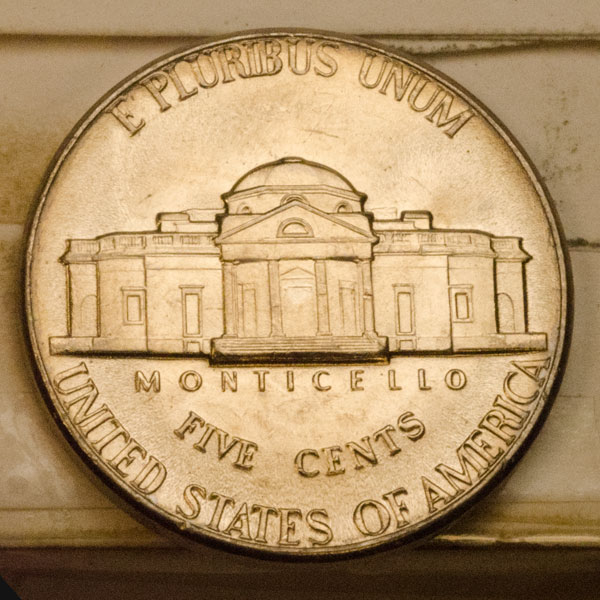 E PLURIBUS UNUM
MONTICELLO
FIVE CENTS
UNITED STATES OF AMERICA